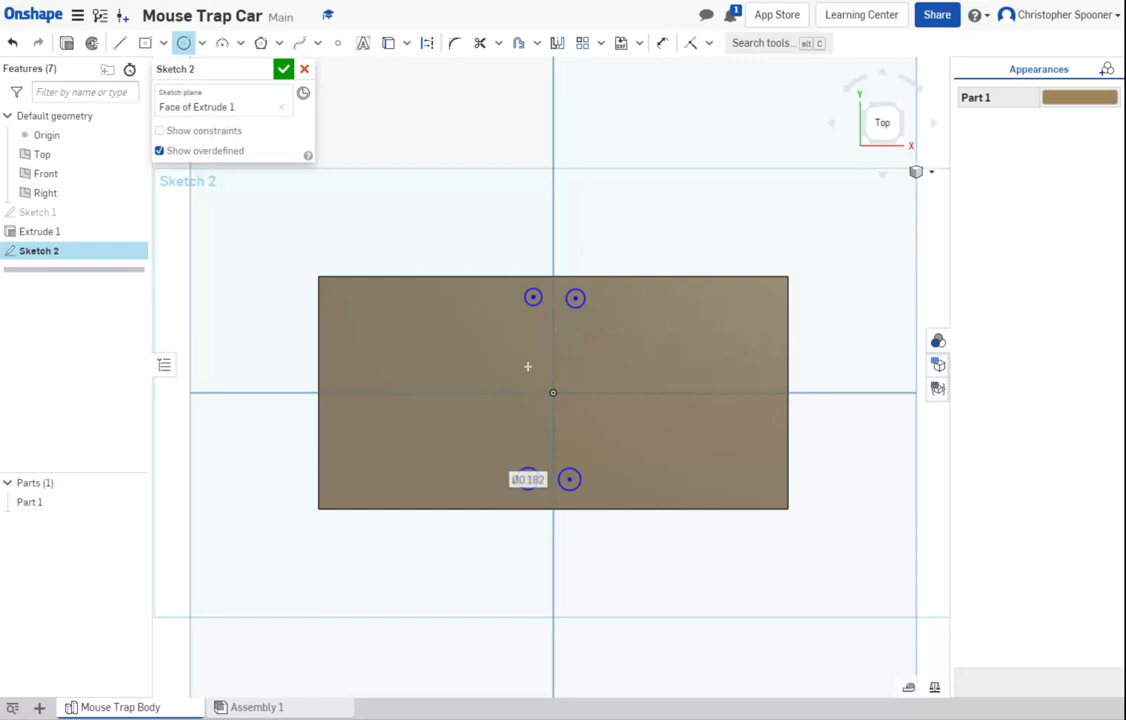 Onshape
Mouse Trap Car Main
1
App Store
Learning Center
Share
Christopher Spooner
Search tools... alt C
Features (7)
Filter by name or type
Default geometry
Origin
Top
Front
Right
Sketch 1
Extrude 1
Sketch 2
Parts (1)
Part 1
Sketch 2
Sketch plane
Face of Extrude 1
Show constraints
Show overdefined
Sketch 2
Ø0.182
Y
Top
X
Appearances
Part 1
Mouse Trap Body
Assembly 1